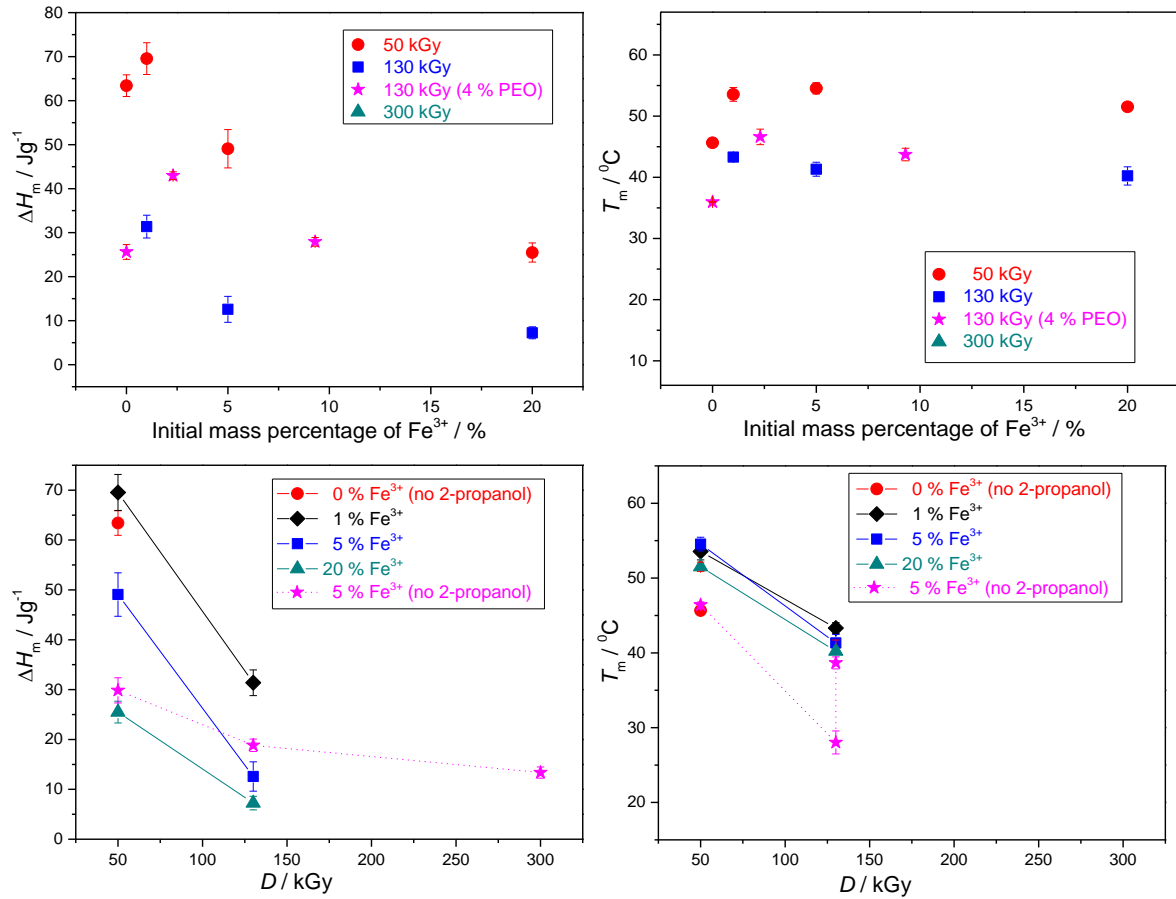 80
70
60
50
40
30
20
10
0
ΔHm / Jg⁻¹
50 kGy
130 kGy
130 kGy (4 % PEO)
300 kGy
0 5 10 15 20
Initial mass percentage of Fe³⁺ / %
60
50
40
30
20
10
Tm / ⁰C
50 kGy
130 kGy
130 kGy (4 % PEO)
300 kGy
0 5 10 15 20
Initial mass percentage of Fe³⁺ / %
70
60
50
40
30
20
10
0
ΔHm / Jg⁻¹
0 % Fe³⁺ (no 2-propanol)
1 % Fe³⁺
5 % Fe³⁺
20 % Fe³⁺
5 % Fe³⁺ (no 2-propanol)
50 100 150 200 250 300
D / kGy
60
50
40
30
20
Tm / ⁰C
0 % Fe³⁺ (no 2-propanol)
1 % Fe³⁺
5 % Fe³⁺
20 % Fe³⁺
5 % Fe³⁺ (no 2-propanol)
50 100 150 200 250 300
D / kGy